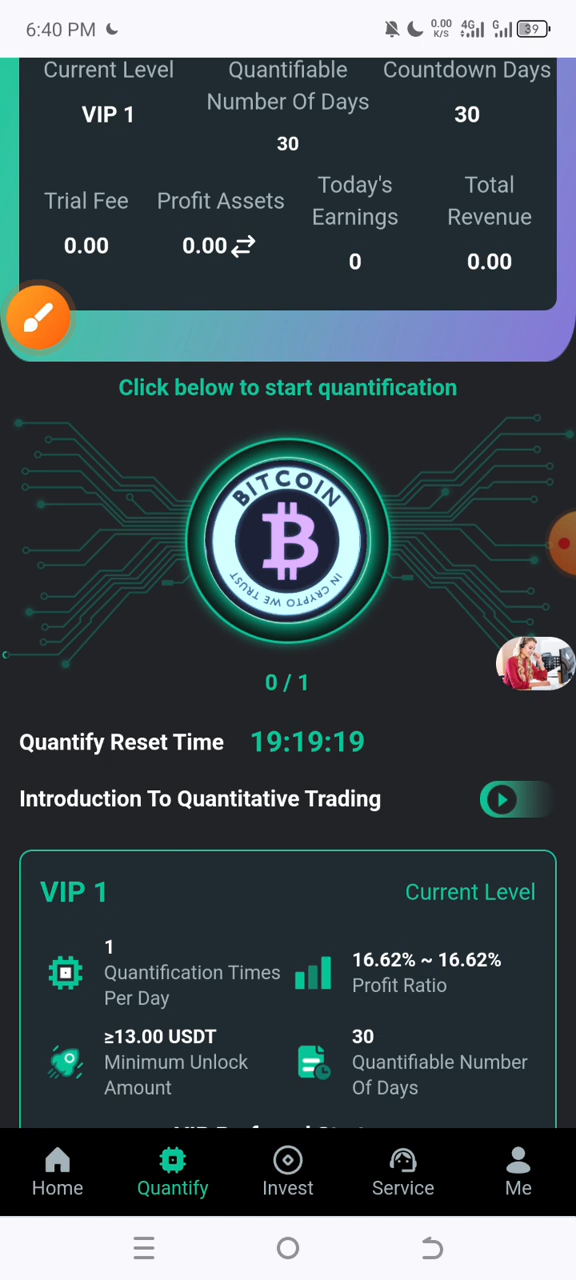 6:40 PM
0.00 K/S 4G G 39
Current Level
Quantifiable Number Of Days
Countdown Days
VIP 1
30
30
Trial Fee
Profit Assets
Today's Earnings
Total Revenue
0.00
0.00
0
0.00
Click below to start quantification
BITCOIN
B
IN CRYPTO WE TRUST
0 / 1
Quantify Reset Time 19:19:19
Introduction To Quantitative Trading
VIP 1 Current Level
1
Quantification Times
Per Day
16.62% ~ 16.62%
Profit Ratio
≥13.00 USDT
Minimum Unlock
Amount
30
Quantifiable Number
Of Days
Home Quantify Invest Service Me